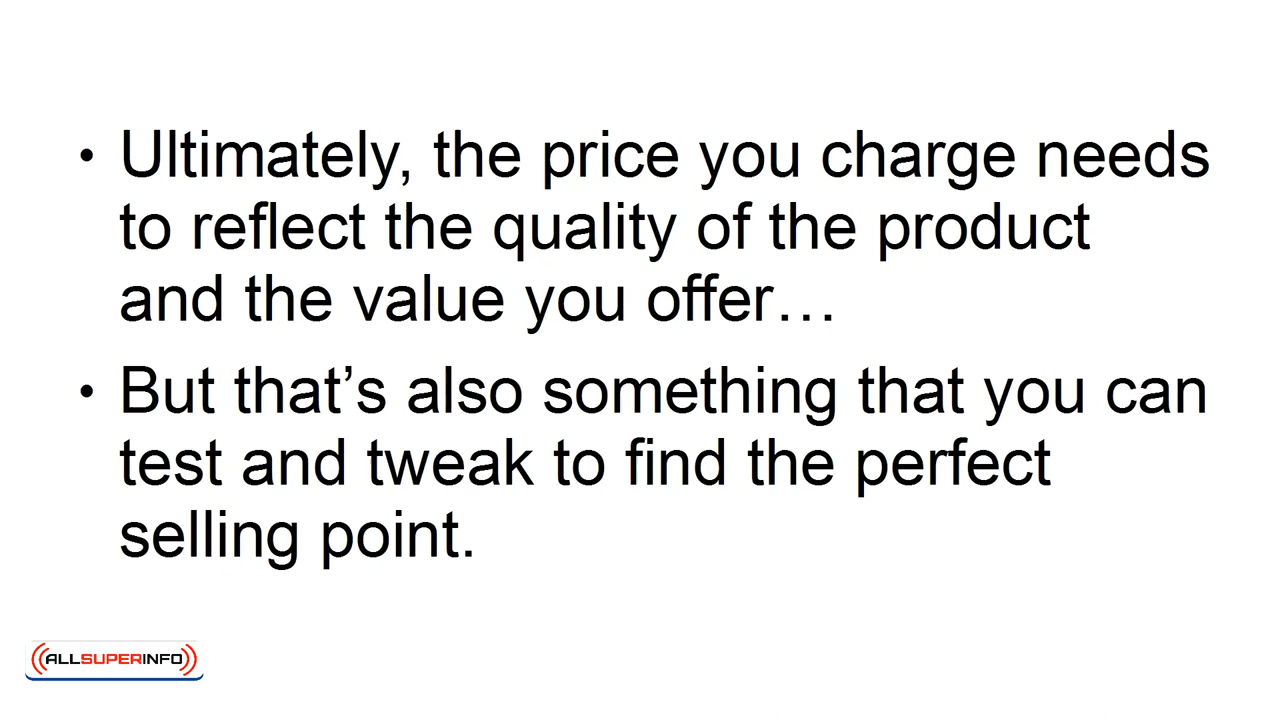 • Ultimately, the price you charge needs
to reflect the quality of the product
and the value you offer…
• But that’s also something that you can
test and tweak to find the perfect
selling point.
ALLSUPERINFO